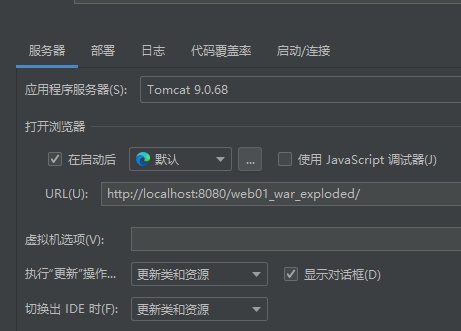 服务器 部署 日志 代码覆盖率 启动/连接
应用程序服务器(S): Tomcat 9.0.68
打开浏览器
在启动后 默认 ... 使用 JavaScript 调试器(J)
URL(U): http://localhost:8080/web01_war_exploded/
虚拟机选项(V):
执行"更新"操作... 更新类和资源 显示对话框(D)
切换出 IDE 时(F): 更新类和资源